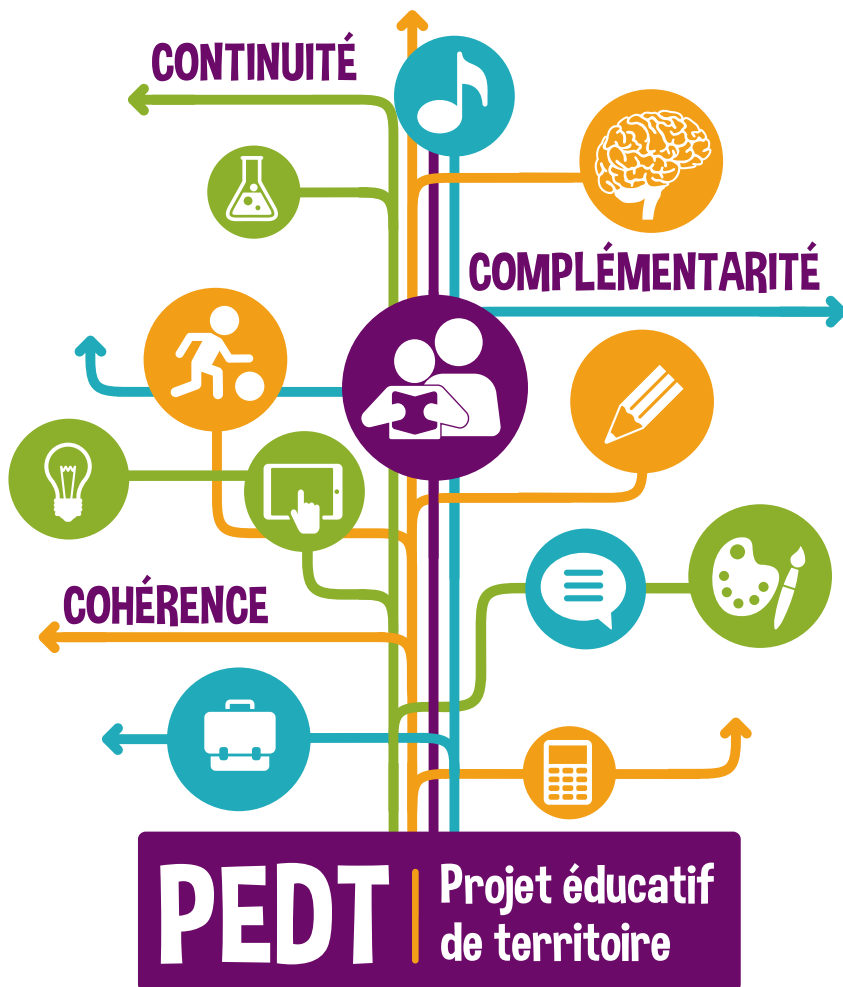 CONTINUITÉ
COMPLÉMENTARITÉ
COHÉRENCE
PEDT
Projet éducatif
de territoire